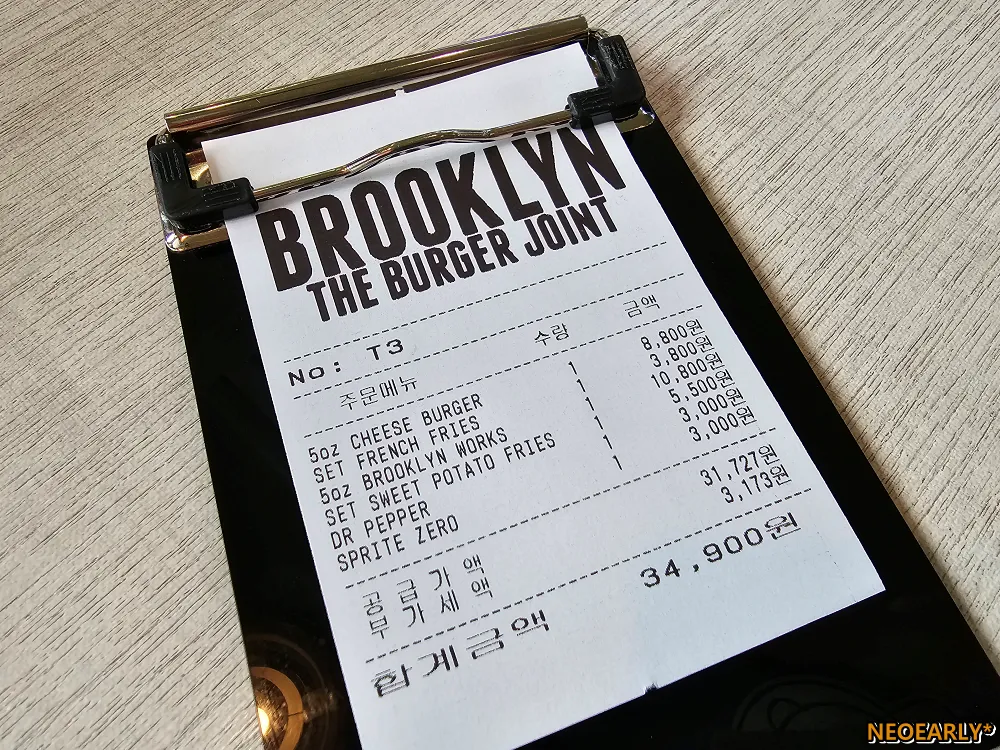 BROOKLYN
THE BURGER JOINT
No: T3
주문메뉴 수량 금액
5oz CHEESE BURGER 1 8,800원
SET FRENCH FRIES 1 3,800원
5oz BROOKLYN WORKS 1 10,800원
SET SWEET POTATO FRIES 1 5,500원
DR PEPPER 1 3,000원
SPRITE ZERO 1 3,000원
공급가액 31,727원
부가세액 3,173원
합계금액 34,900원
NEOEARLY*